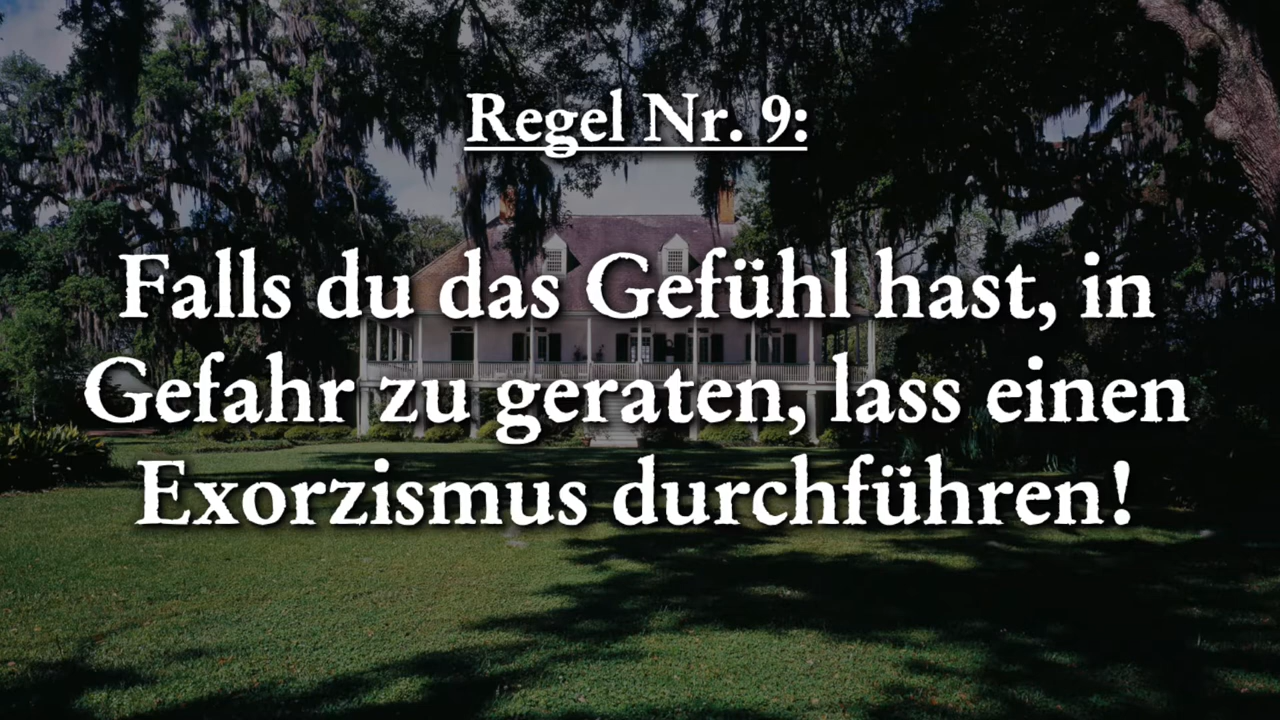 Regel Nr. 9:
Falls du das Gefühl hast, in
Gefahr zu geraten, lass einen
Exorzismus durchführen!